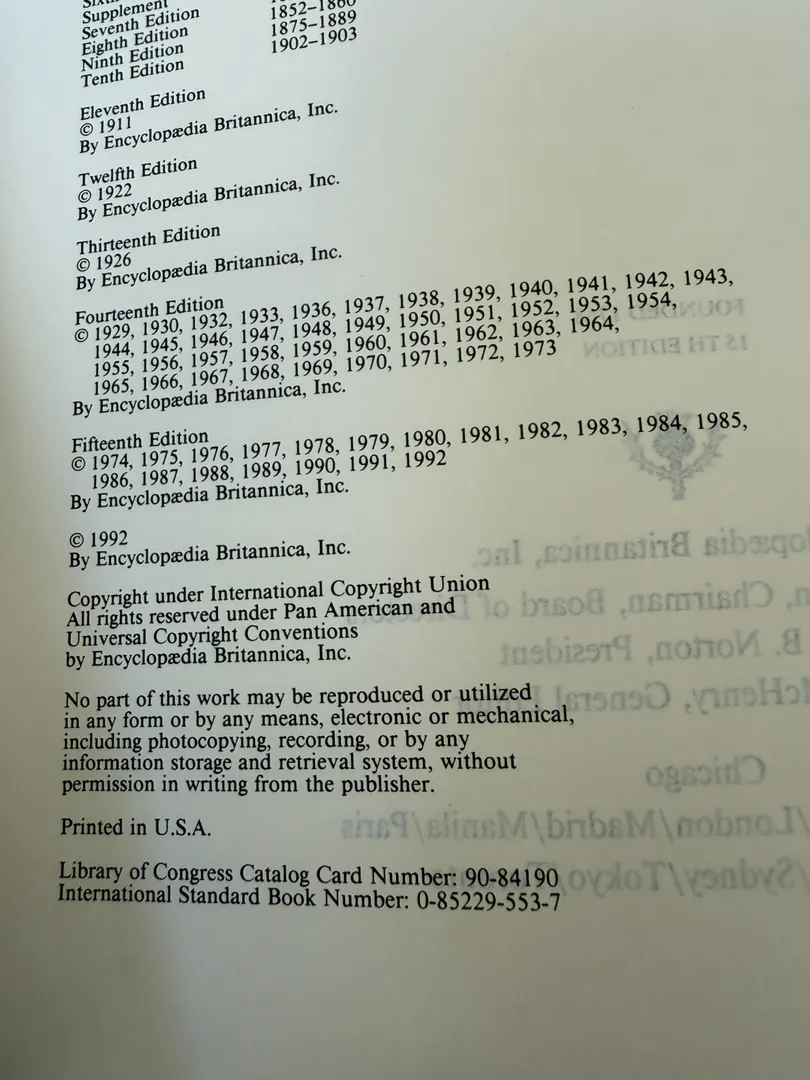 Supplement
Seventh Edition
Eighth Edition 1852–1860
Ninth Edition 1875–1889
Tenth Edition 1902–1903
Eleventh Edition
© 1911
By Encyclopædia Britannica, Inc.
Twelfth Edition
© 1922
By Encyclopædia Britannica, Inc.
Thirteenth Edition
© 1926
By Encyclopædia Britannica, Inc.
Fourteenth Edition
© 1929, 1930, 1932, 1933, 1936, 1937, 1938, 1939, 1940, 1941, 1942, 1943,
1944, 1945, 1946, 1947, 1948, 1949, 1950, 1951, 1952, 1953, 1954,
1955, 1956, 1957, 1958, 1959, 1960, 1961, 1962, 1963, 1964,
1965, 1966, 1967, 1968, 1969, 1970, 1971, 1972, 1973
By Encyclopædia Britannica, Inc.
Fifteenth Edition
© 1974, 1975, 1976, 1977, 1978, 1979, 1980, 1981, 1982, 1983, 1984, 1985,
1986, 1987, 1988, 1989, 1990, 1991, 1992
By Encyclopædia Britannica, Inc.
© 1992
By Encyclopædia Britannica, Inc.
Copyright under International Copyright Union
All rights reserved under Pan American and
Universal Copyright Conventions
by Encyclopædia Britannica, Inc.
No part of this work may be reproduced or utilized
in any form or by any means, electronic or mechanical,
including photocopying, recording, or by any
information storage and retrieval system, without
permission in writing from the publisher.
Printed in U.S.A.
Library of Congress Catalog Card Number: 90-84190
International Standard Book Number: 0-85229-553-7